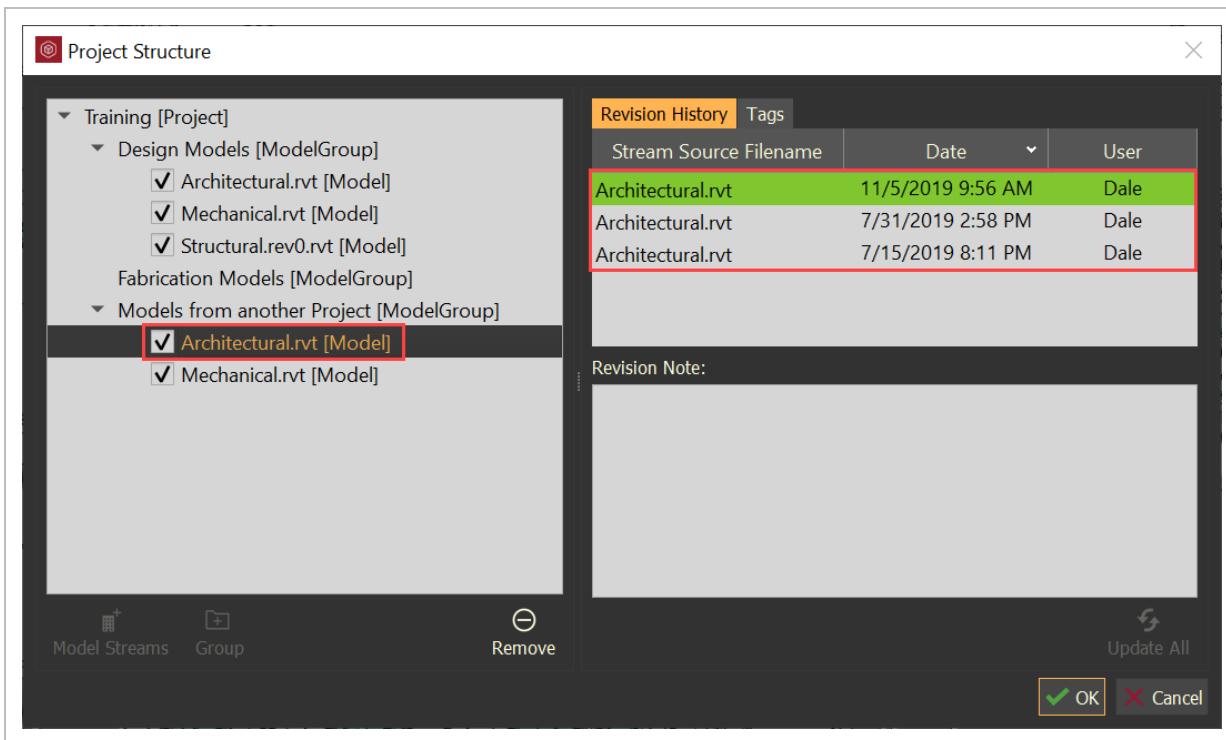 Project Structure
Training [Project]
Design Models [ModelGroup]
Architectural.rvt [Model]
Mechanical.rvt [Model]
Structural.rev0.rvt [Model]
Fabrication Models [ModelGroup]
Models from another Project [ModelGroup]
Architectural.rvt [Model]
Mechanical.rvt [Model]
Model Streams Group Remove
Revision History Tags
Stream Source Filename Date User
Architectural.rvt 11/5/2019 9:56 AM Dale
Architectural.rvt 7/31/2019 2:58 PM Dale
Architectural.rvt 7/15/2019 8:11 PM Dale
Revision Note:
Update All
OK Cancel